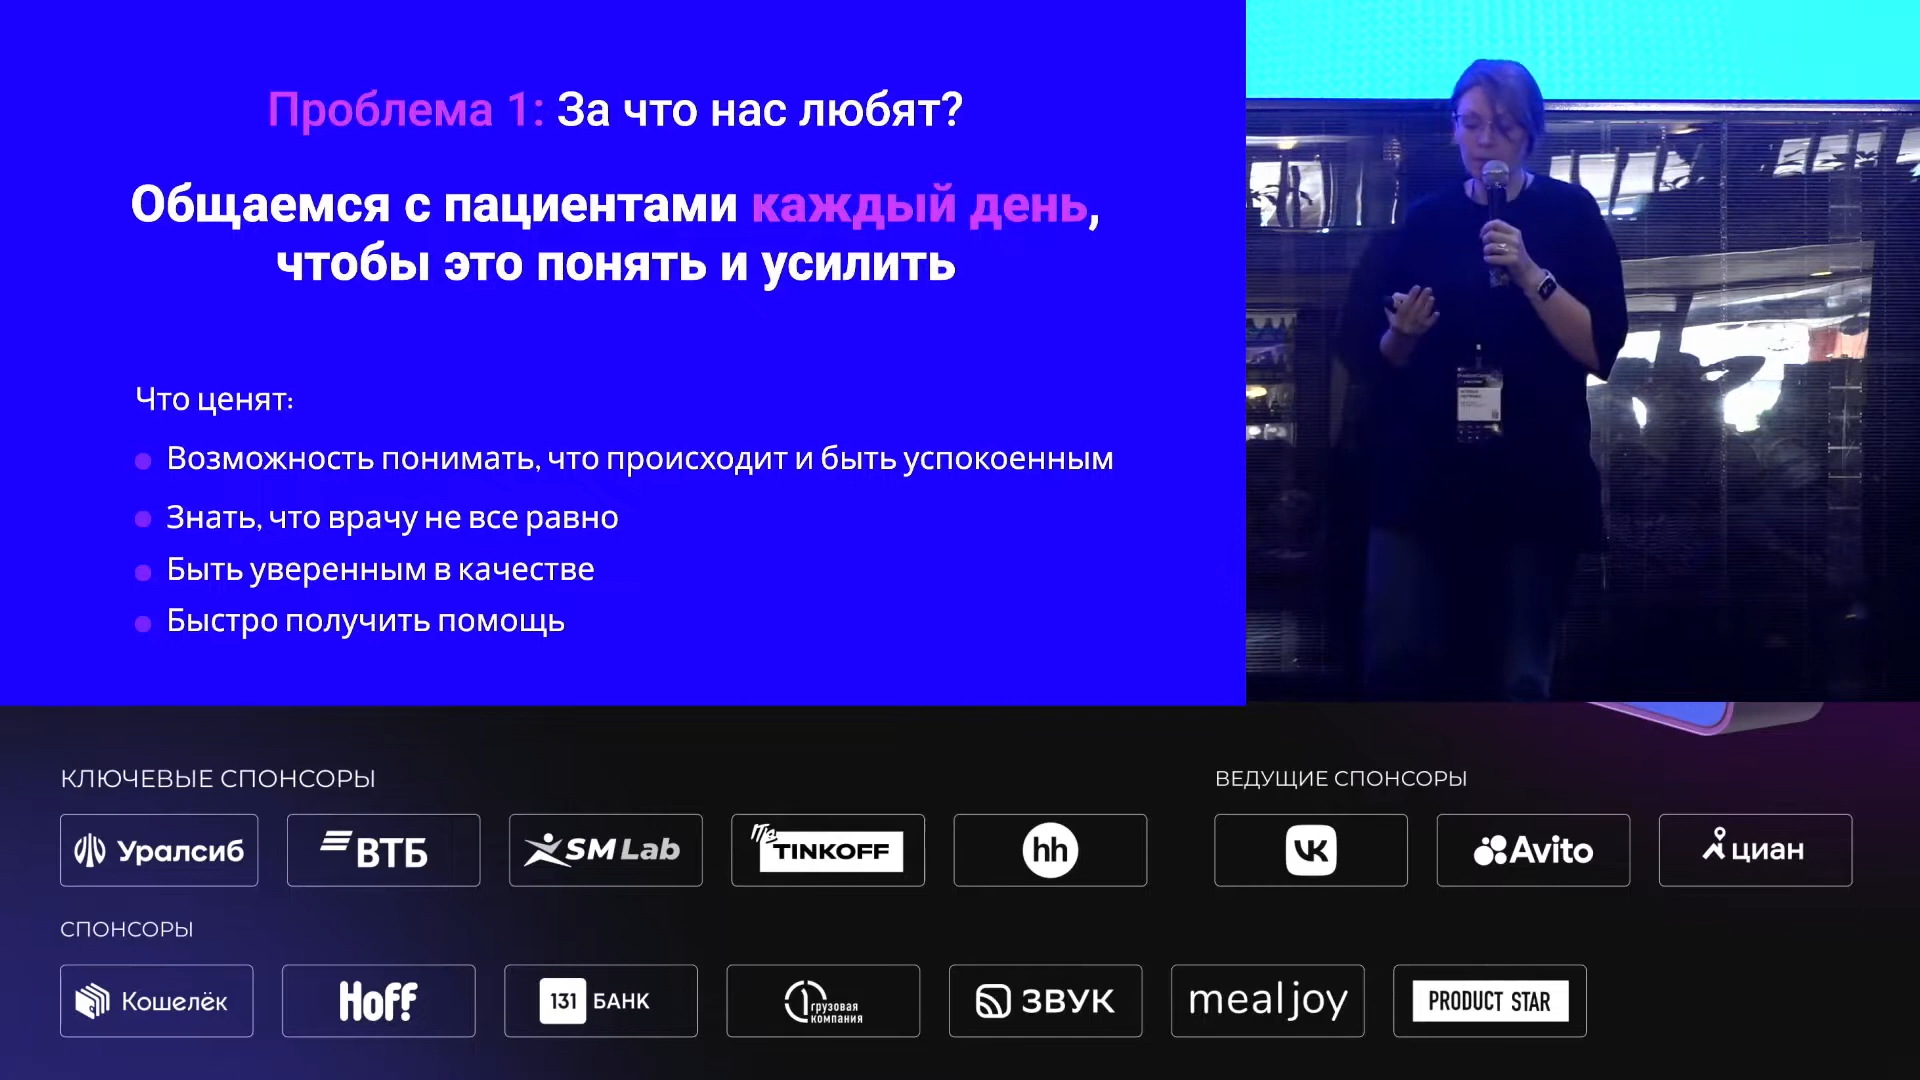 Проблема 1: За что нас любят?
Общаемся с пациентами каждый день,
чтобы это понять и усилить
Что ценят:
Возможность понимать, что происходит и быть успокоенным
Знать, что врачу не все равно
Быть уверенным в качестве
Быстро получить помощь
КЛЮЧЕВЫЕ СПОНСОРЫ
Уралсиб
ВТБ
SM Lab
TINKOFF
hh
ВЕДУЩИЕ СПОНСОРЫ
VK
Avito
циан
СПОНСОРЫ
Кошелёк
Hoff
131 БАНК
1 грузовая
компания
ЗВУК
mealjoy
PRODUCT STAR